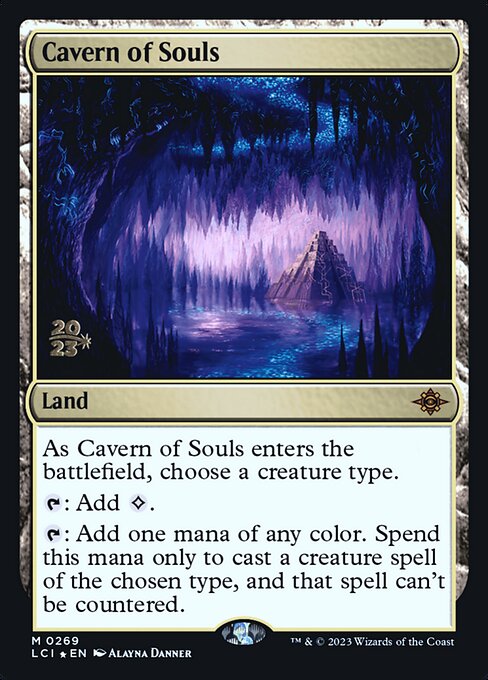 Cavern of Souls
20
23
Land
As Cavern of Souls enters the
battlefield, choose a creature type.
: Add .
: Add one mana of any color. Spend
this mana only to cast a creature spell
of the chosen type, and that spell can't
be countered.
M 0269
LCI ★ EN Alayna Danner
™ & © 2023 Wizards of the Coast